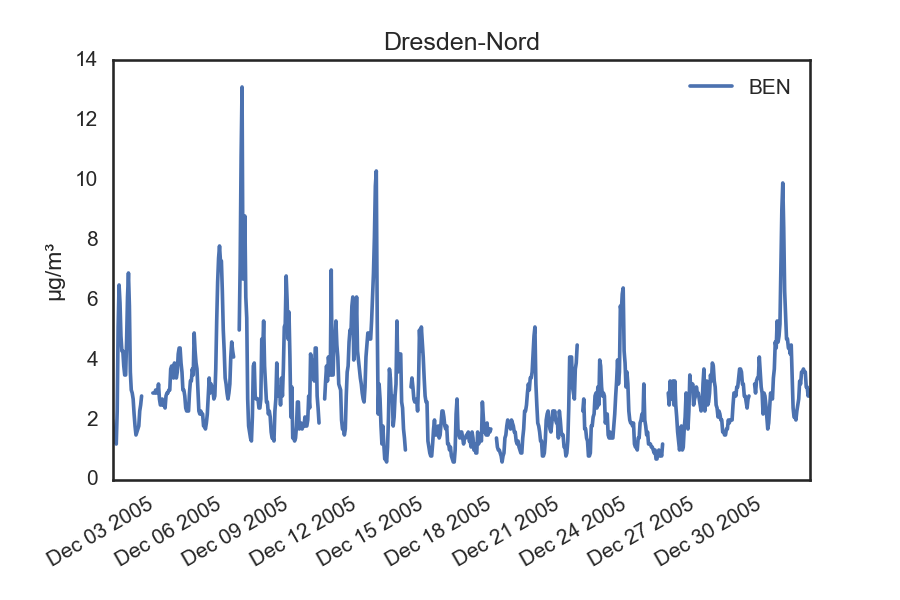 Dresden-Nord
BEN
µg/m³
14
12
10
8
6
4
2
0
Dec 03 2005
Dec 06 2005
Dec 09 2005
Dec 12 2005
Dec 15 2005
Dec 18 2005
Dec 21 2005
Dec 24 2005
Dec 27 2005
Dec 30 2005